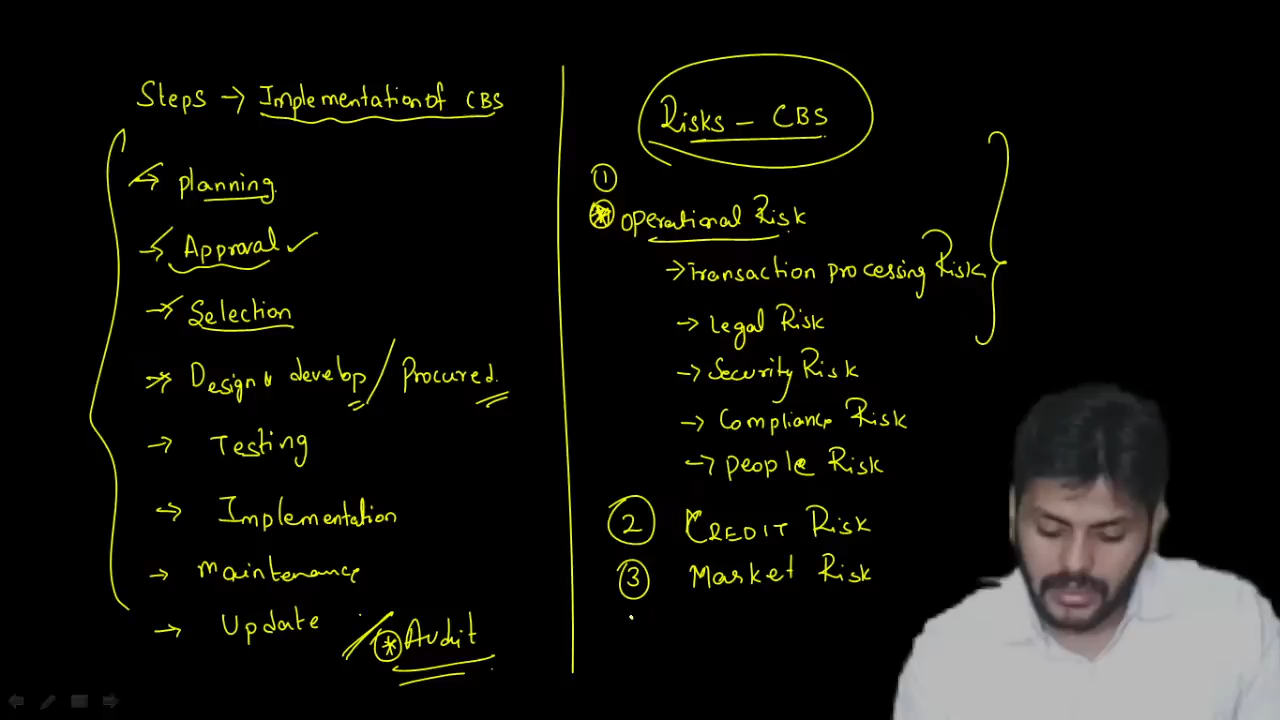 Steps → Implementation of CBS
→ planning
→ Approval ✓
→ Selection
→ Design & develop / Procured.
→ Testing
→ Implementation
→ maintenance
→ Update / * Audit
Risks - CBS
①
* operational Risk
→ Transaction processing Risk
→ Legal Risk
→ Security Risk
→ Compliance Risk
→ people Risk
② CREDIT Risk
③ Market Risk